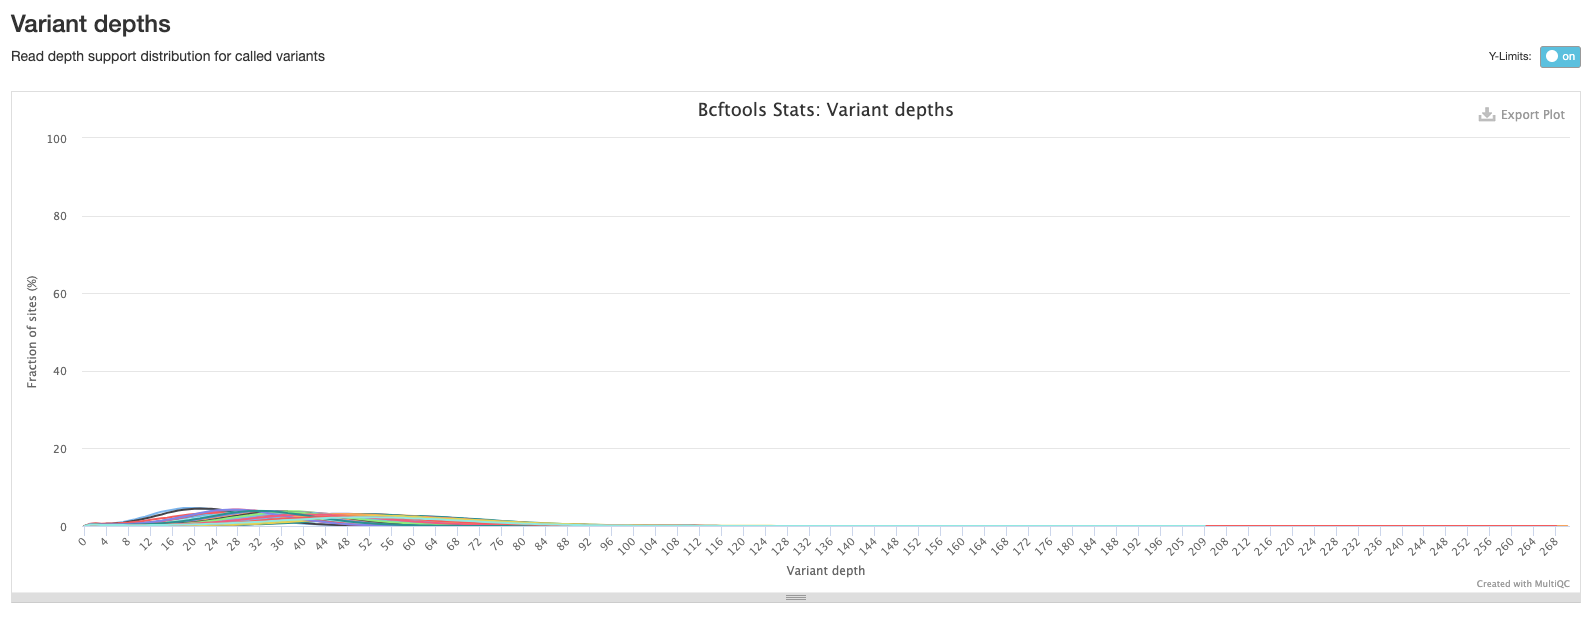 Variant depths
Read depth support distribution for called variants
Y-Limits: on
Bcftools Stats: Variant depths
Export Plot
100
80
60
40
20
0
Fraction of sites (%)
0 4 8 12 16 20 24 28 32 36 40 44 48 52 56 60 64 68 72 76 80 84 88 92 96 100 104 108 112 116 120 124 128 132 136 140 144 148 152 156 160 164 168 172 176 180 184 188 192 196 205 209 208 212 216 220 224 228 232 236 240 244 248 252 256 260 264 268
Variant depth
Created with MultiQC